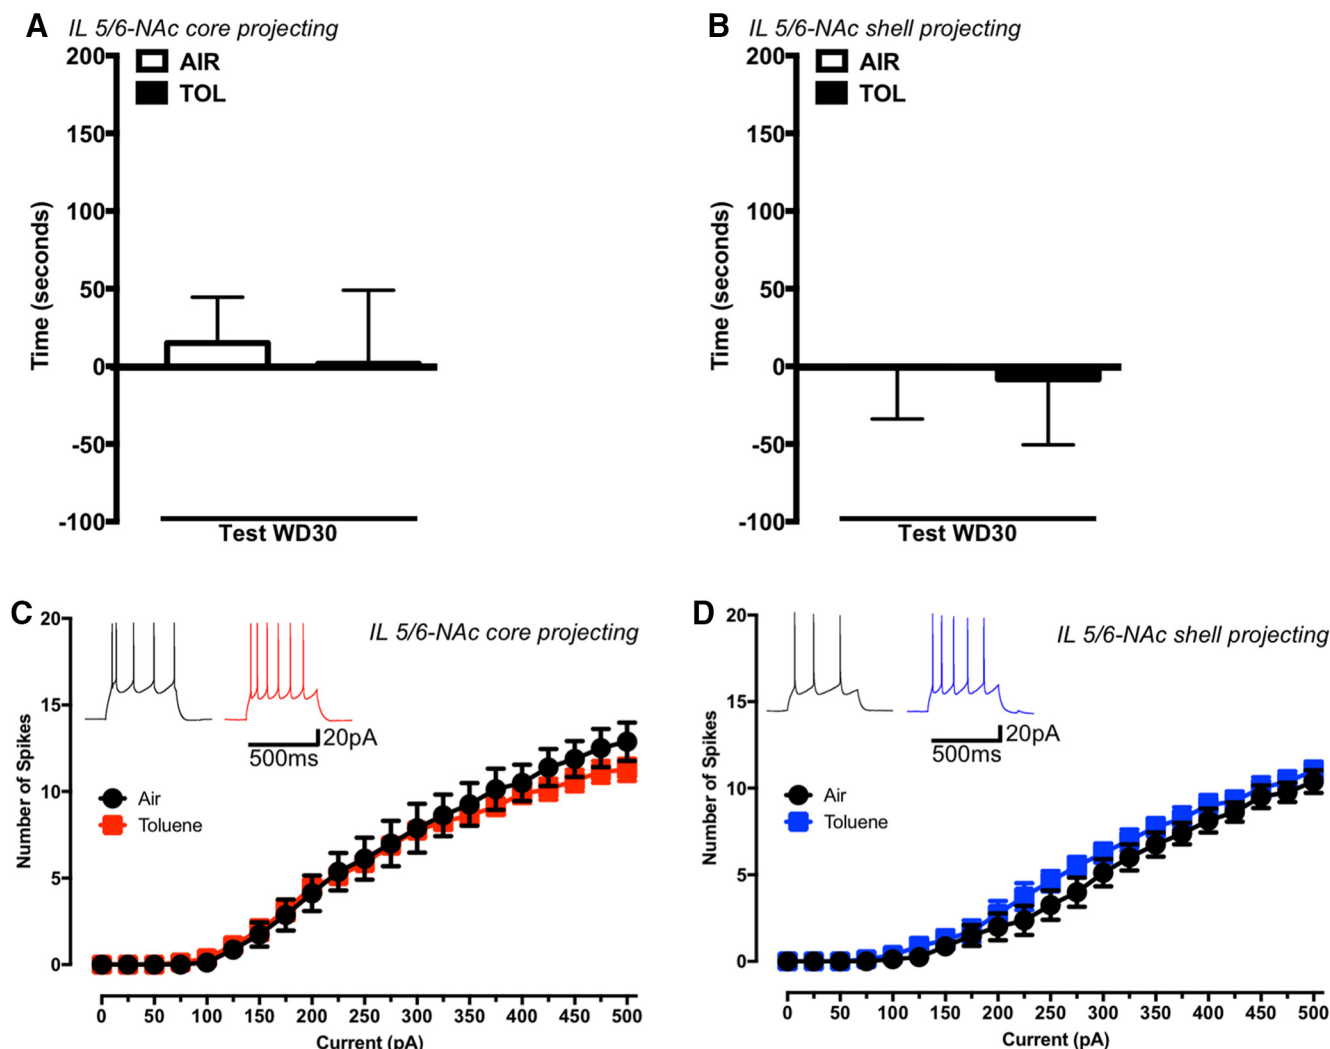 A IL 5/6-NAc core projecting
200
AIR
TOL
150
100
50
0
-50
-100
Time (seconds)
Test WD30
B IL 5/6-NAc shell projecting
200
AIR
TOL
150
100
50
0
-50
-100
Time (seconds)
Test WD30
C
IL 5/6-NAc core projecting
20
15
10
5
0
Number of Spikes
20pA
500ms
Air
Toluene
0 50 100 150 200 250 300 350 400 450 500
Current (pA)
D
IL 5/6-NAc shell projecting
20
15
10
5
0
Number of Spikes
20pA
500ms
Air
Toluene
0 50 100 150 200 250 300 350 400 450 500
Current (pA)